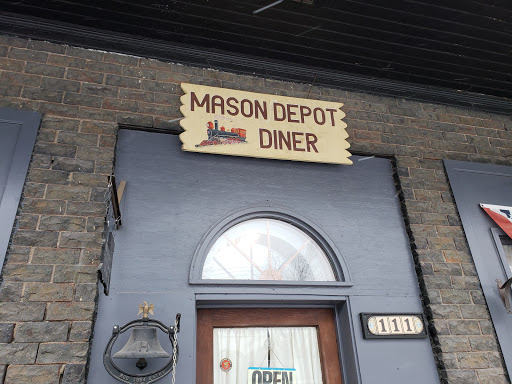 MASON DEPOT
DINER
111
OPEN